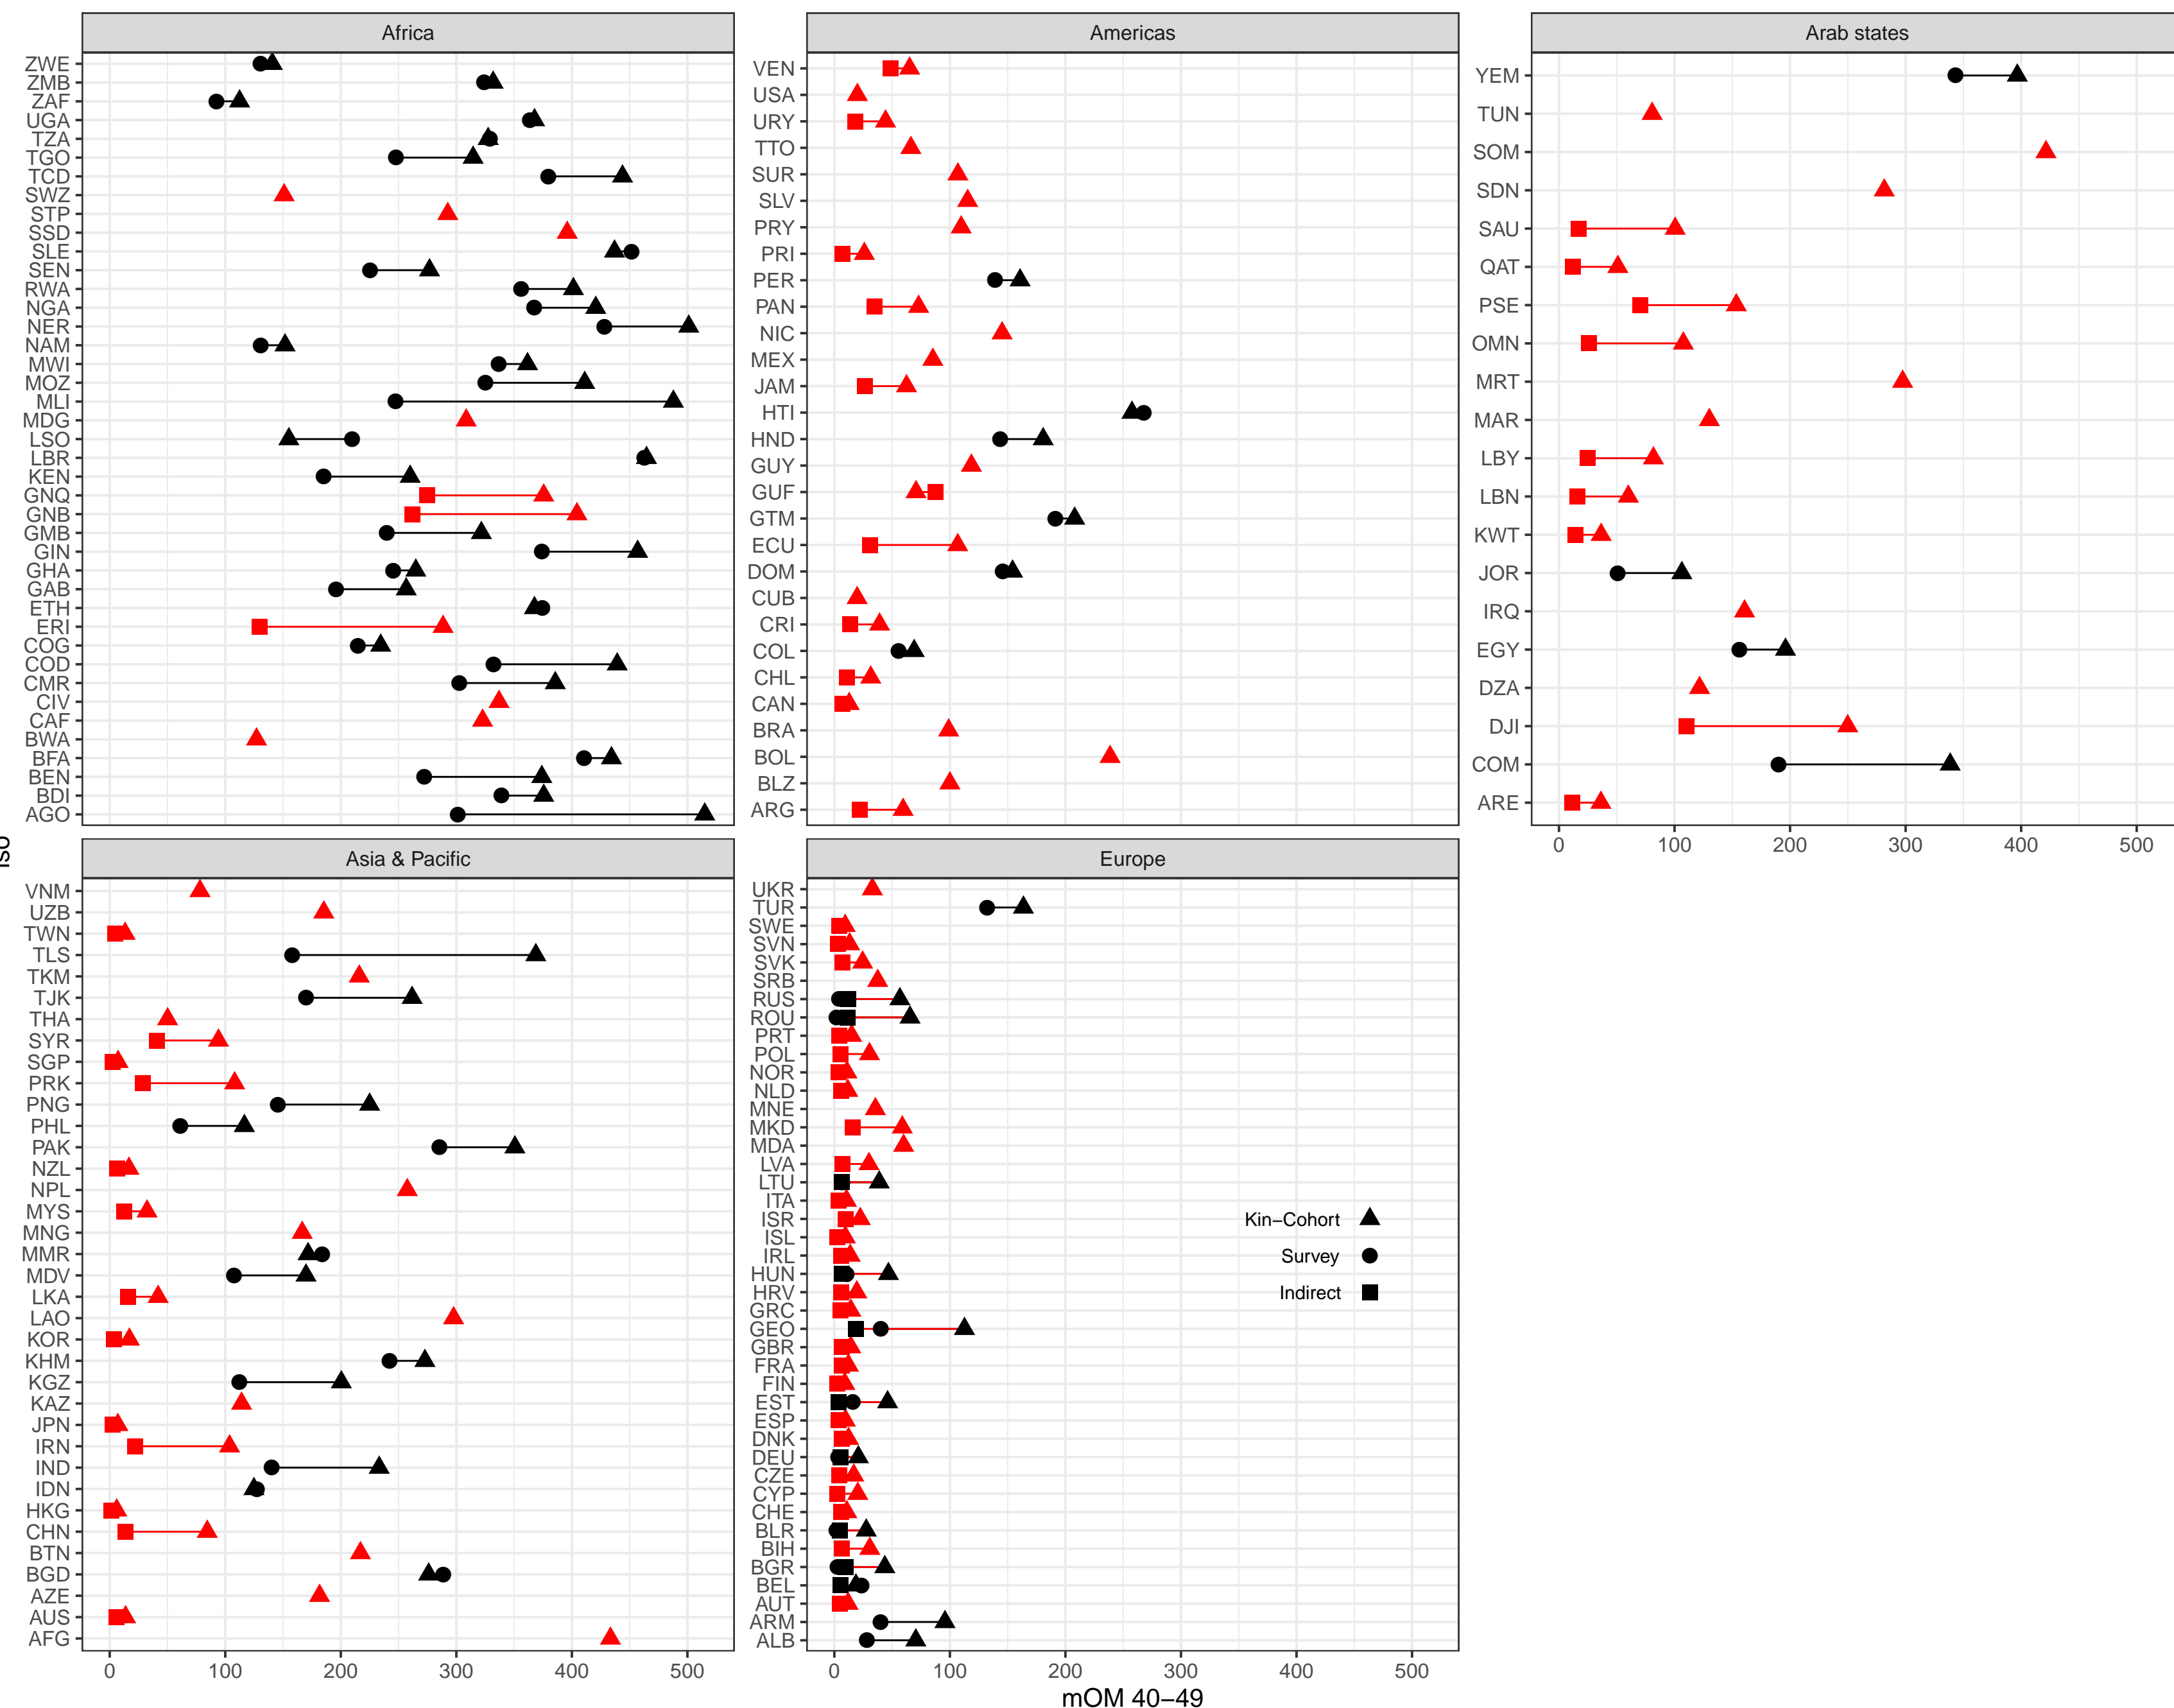 Africa
ZWE
ZMB
ZAF
UGA
TZA
TGO
TCD
SWZ
STP
SSD
SLE
SEN
RWA
NGA
NER
NAM
MWI
MOZ
MLI
MDG
LSO
LBR
KEN
GNQ
GNB
GMB
GIN
GHA
GAB
ETH
ERI
COG
COD
CMR
CIV
CAF
BWA
BFA
BEN
BDI
AGO
Americas
VEN
USA
URY
TTO
SUR
SLV
PRY
PRI
PER
PAN
NIC
MEX
JAM
HTI
HND
GUY
GUF
GTM
ECU
DOM
CUB
CRI
COL
CHL
CAN
BRA
BOL
BLZ
ARG
Arab states
YEM
TUN
SOM
SDN
SAU
QAT
PSE
OMN
MRT
MAR
LBY
LBN
KWT
JOR
IRQ
EGY
DZA
DJI
COM
ARE
0 100 200 300 400 500
iso
Asia & Pacific
VNM
UZB
TWN
TLS
TKM
TJK
THA
SYR
SGP
PRK
PNG
PHL
PAK
NZL
NPL
MYS
MNG
MMR
MDV
LKA
LAO
KOR
KHM
KGZ
KAZ
JPN
IRN
IND
IDN
HKG
CHN
BTN
BGD
AZE
AUS
AFG
0 100 200 300 400 500
Europe
UKR
TUR
SWE
SVN
SVK
SRB
RUS
ROU
PRT
POL
NOR
NLD
MNE
MKD
MDA
LVA
LTU
ITA
ISR
ISL
IRL
HUN
HRV
GRC
GEO
GBR
FRA
FIN
EST
ESP
DNK
DEU
CZE
CYP
CHE
BLR
BIH
BGR
BEL
AUT
ARM
ALB
Kin−Cohort
Survey
Indirect
0 100 200 300 400 500
mOM 40−49